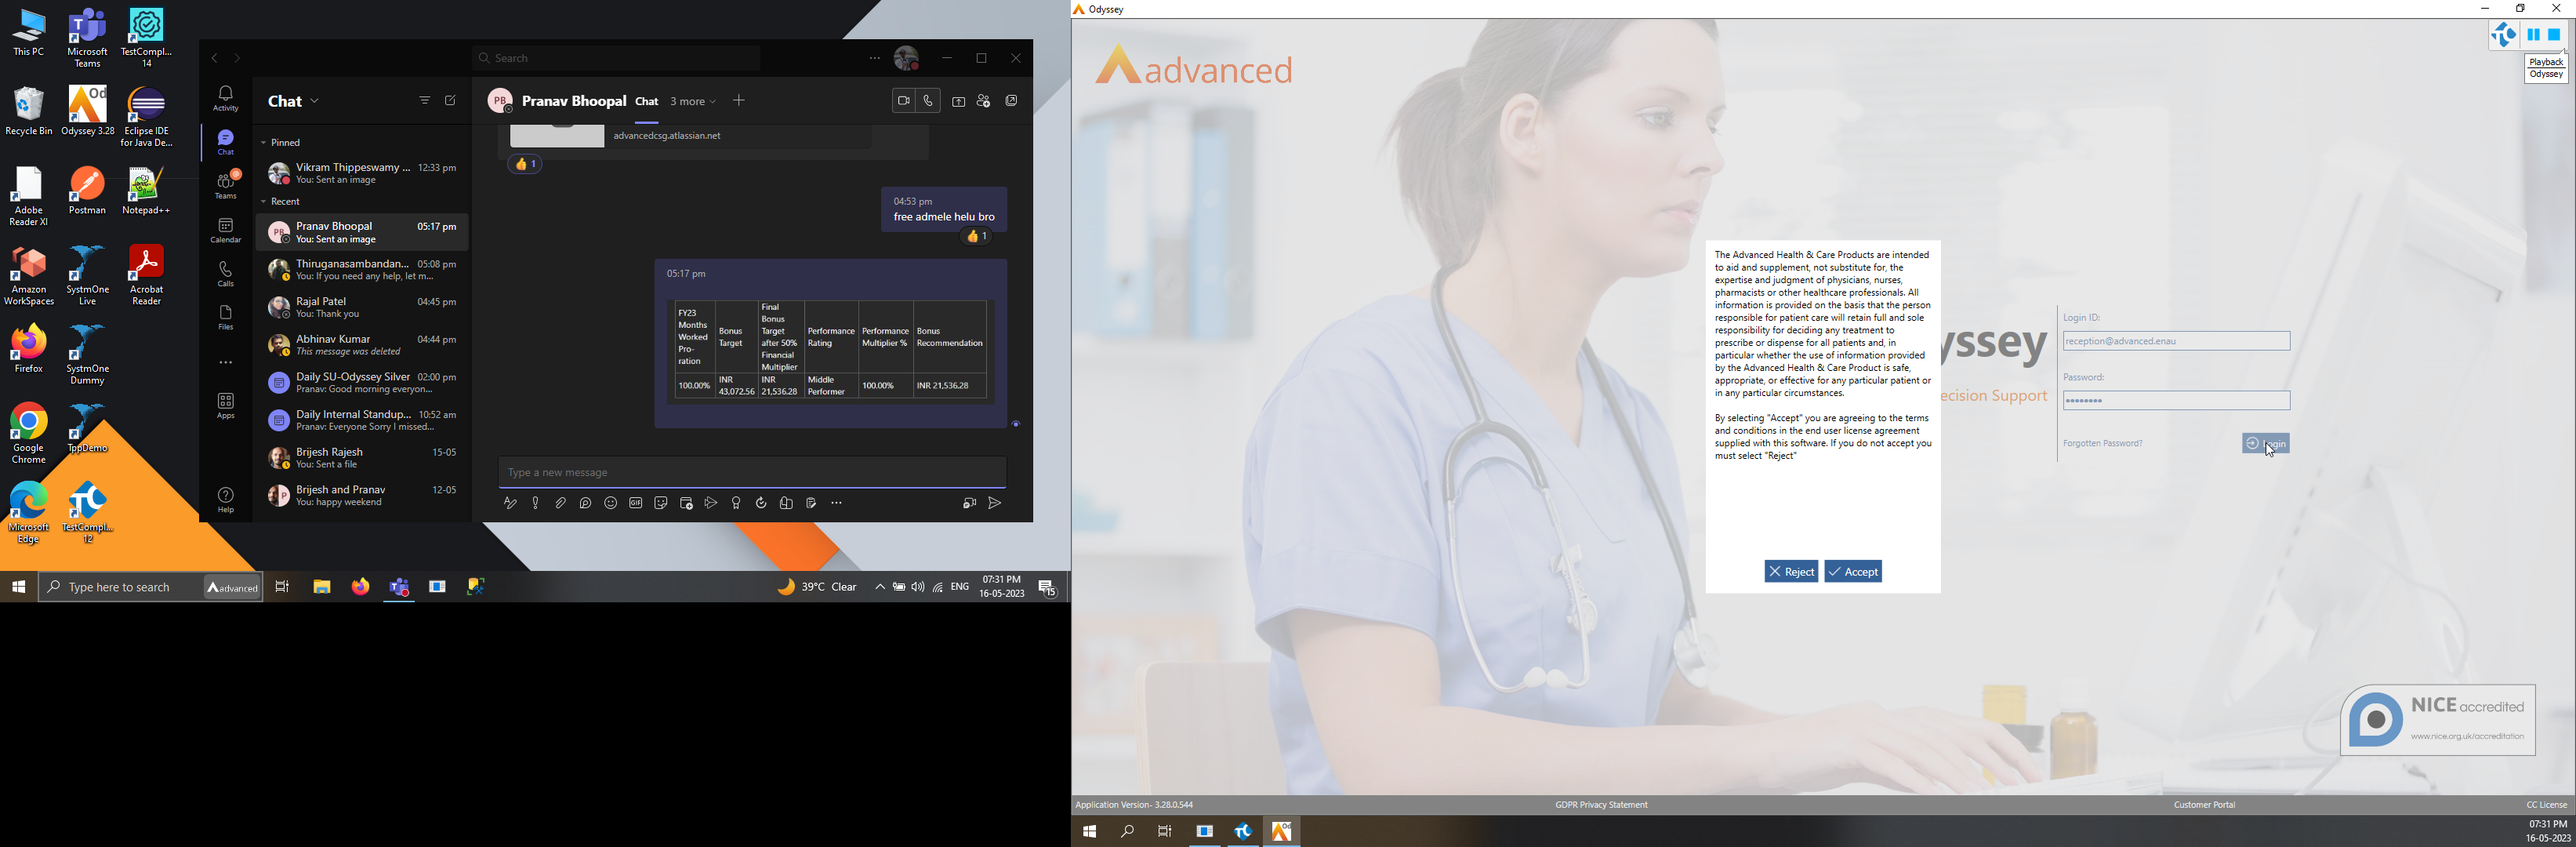 This PC
Microsoft
Teams
TestCompl...
14
Recycle Bin
Odyssey 3.28
Eclipse IDE
for Java De...
Adobe
Reader XI
Postman
Notepad++
Amazon
WorkSpaces
SystmOne
Live
Acrobat
Reader
Firefox
SystmOne
Dummy
Google
Chrome
TppDemo
Microsoft
Edge
TestCompl...
12
Search
Activity
Chat
Teams
Calendar
Calls
Files
Apps
Help
Chat
Pinned
Vikram Thippeswamy ... 12:33 pm
You: Sent an image
Recent
PB Pranav Bhoopal 05:17 pm
You: Sent an image
Thiruganasambandan... 05:08 pm
You: If you need any help, let m...
Rajal Patel 04:45 pm
You: Thank you
Abhinav Kumar 04:44 pm
This message was deleted
Daily SU-Odyssey Silver 02:00 pm
Pranav: Good morning everyon...
Daily Internal Standup... 10:52 am
Pranav: Everyone Sorry I missed...
Brijesh Rajesh 15-05
You: Sent a file
P Brijesh and Pranav 12-05
You: happy weekend
PB Pranav Bhoopal Chat 3 more
advancedcsg.atlassian.net
👍 1
04:53 pm
free admele helu bro
👍 1
05:17 pm
FY23 Months Worked Pro-ration
Bonus Target
Final Bonus Target after 50% Financial Multiplier
Performance Rating
Performance Multiplier %
Bonus Recommendation
100.00%
INR 43,072.56
INR 21,536.28
Middle Performer
100.00%
INR 21,536.28
Type a new message
GIF
Type here to search
advanced
39°C Clear
ENG
07:31 PM
16-05-2023
15
Odyssey
advanced
Playback
Odyssey
The Advanced Health & Care Products are intended
to aid and supplement, not substitute for, the
expertise and judgment of physicians, nurses,
pharmacists or other healthcare professionals. All
information is provided on the basis that the person
responsible for patient care will retain full and sole
responsibility for deciding any treatment to
prescribe or dispense for all patients and, in
particular whether the use of information provided
by the Advanced Health & Care Product is safe,
appropriate, or effective for any particular patient or
in any particular circumstances.
By selecting "Accept" you are agreeing to the terms
and conditions in the end user license agreement
supplied with this software. If you do not accept you
must select "Reject"
Reject
Accept
yssey
ecision Support
Login ID:
reception@advanced.enau
Password:
••••••••
Forgotten Password?
Login
NICE accredited
www.nice.org.uk/accreditation
Application Version- 3.28.0.544
GDPR Privacy Statement
Customer Portal
CC License
07:31 PM
16-05-2023